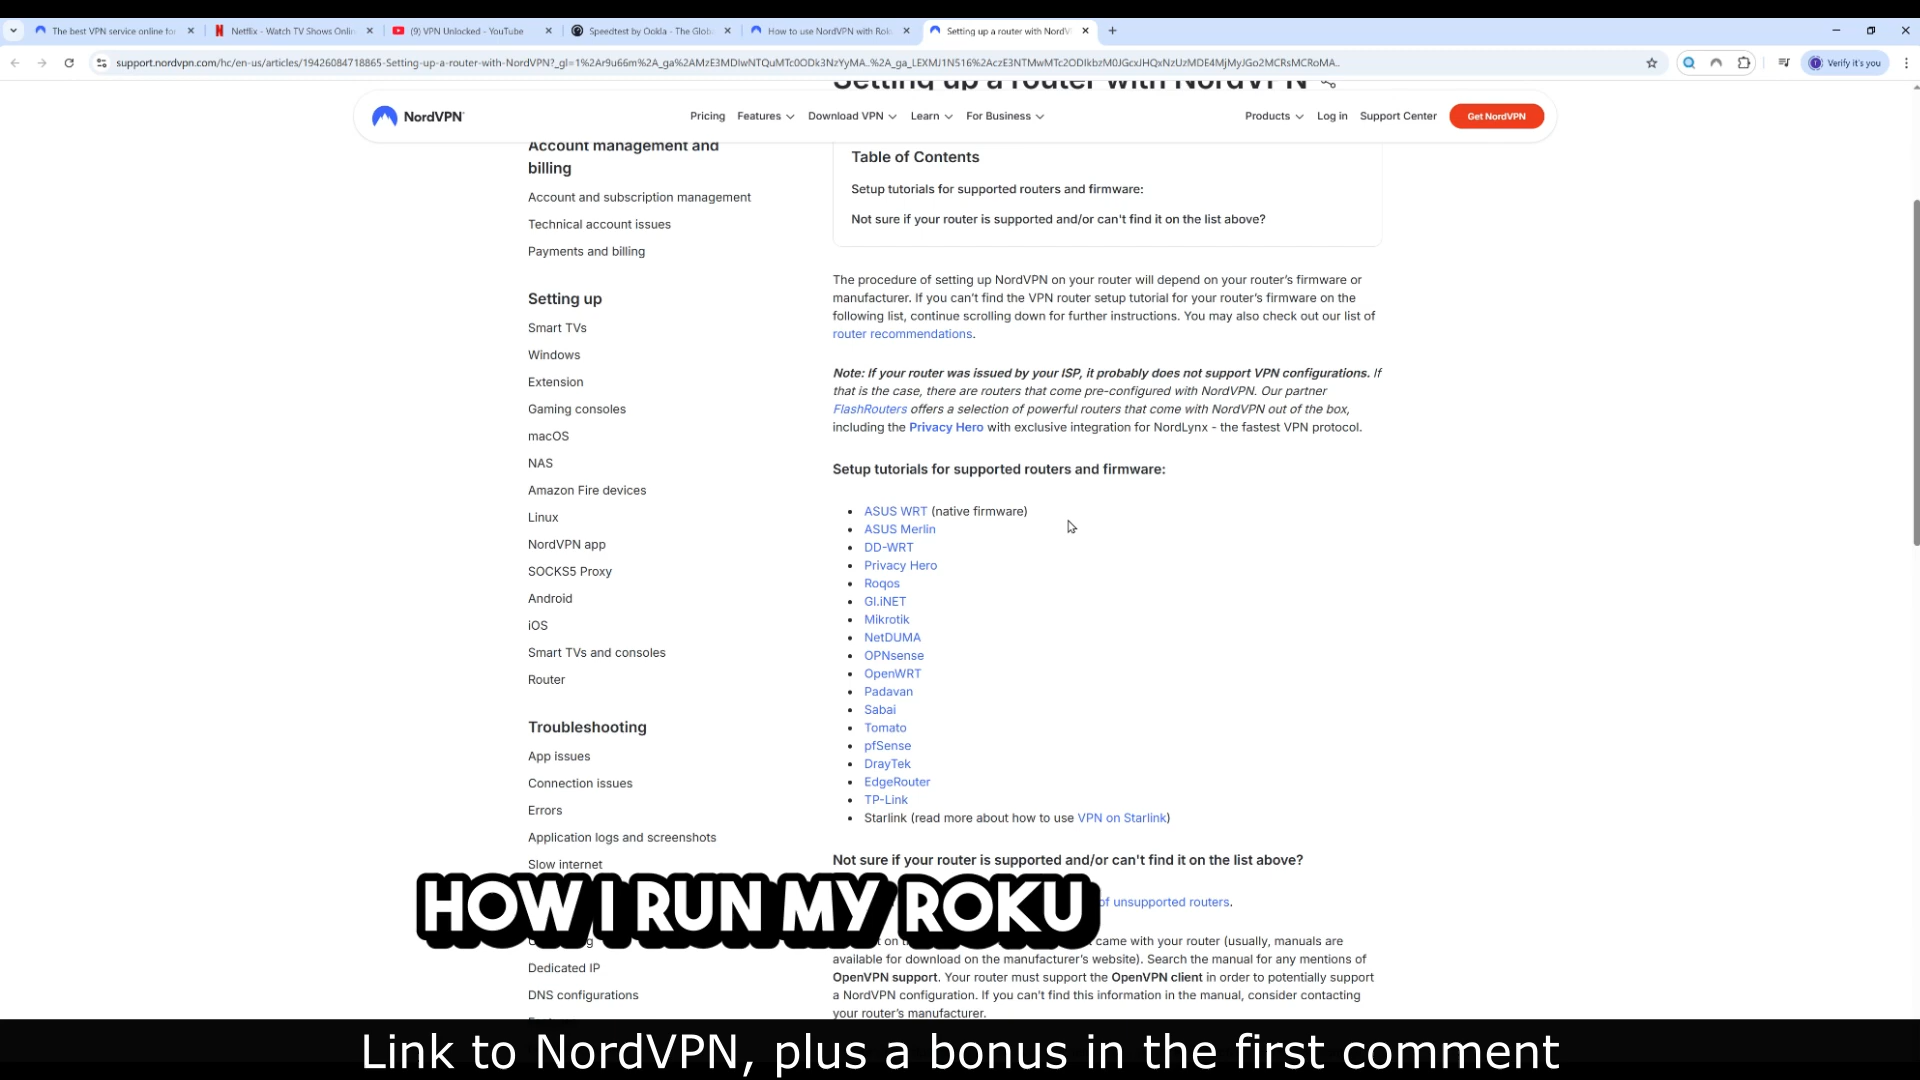 The best VPN service online for
Netflix - Watch TV Shows Onlin
(9) VPN Unlocked - YouTube
Speedtest by Ookla - The Globa
How to use NordVPN with Roku
Setting up a router with NordV
support.nordvpn.com/hc/en-us/articles/19426084718865-Setting-up-a-router-with-NordVPN?
Verify it's you
Setting up a router with NordVPN
NordVPN
Pricing
Features
Download VPN
Learn
For Business
Products
Log in
Support Center
Get NordVPN
Account management and
billing
Account and subscription management
Technical account issues
Payments and billing
Setting up
Smart TVs
Windows
Extension
Gaming consoles
macOS
NAS
Amazon Fire devices
Linux
NordVPN app
SOCKS5 Proxy
Android
iOS
Smart TVs and consoles
Router
Troubleshooting
App issues
Connection issues
Errors
Application logs and screenshots
Slow internet
Dedicated IP
DNS configurations
Table of Contents
Setup tutorials for supported routers and firmware:
Not sure if your router is supported and/or can't find it on the list above?
The procedure of setting up NordVPN on your router will depend on your router's firmware or
manufacturer. If you can't find the VPN router setup tutorial for your router's firmware on the
following list, continue scrolling down for further instructions. You may also check out our list of
router recommendations.
Note: If your router was issued by your ISP, it probably does not support VPN configurations. If
that is the case, there are routers that come pre-configured with NordVPN. Our partner
FlashRouters offers a selection of powerful routers that come with NordVPN out of the box,
including the Privacy Hero with exclusive integration for NordLynx - the fastest VPN protocol.
Setup tutorials for supported routers and firmware:
ASUS WRT (native firmware)
ASUS Merlin
DD-WRT
Privacy Hero
Roqos
Gl.iNET
Mikrotik
NetDUMA
OPNsense
OpenWRT
Padavan
Sabai
Tomato
pfSense
DrayTek
EdgeRouter
TP-Link
Starlink (read more about how to use VPN on Starlink)
Not sure if your router is supported and/or can't find it on the list above?
of unsupported routers.
came with your router (usually, manuals are
available for download on the manufacturer's website). Search the manual for any mentions of
OpenVPN support. Your router must support the OpenVPN client in order to potentially support
a NordVPN configuration. If you can't find this information in the manual, consider contacting
your router's manufacturer.
HOW I RUN MY ROKU
Link to NordVPN, plus a bonus in the first comment